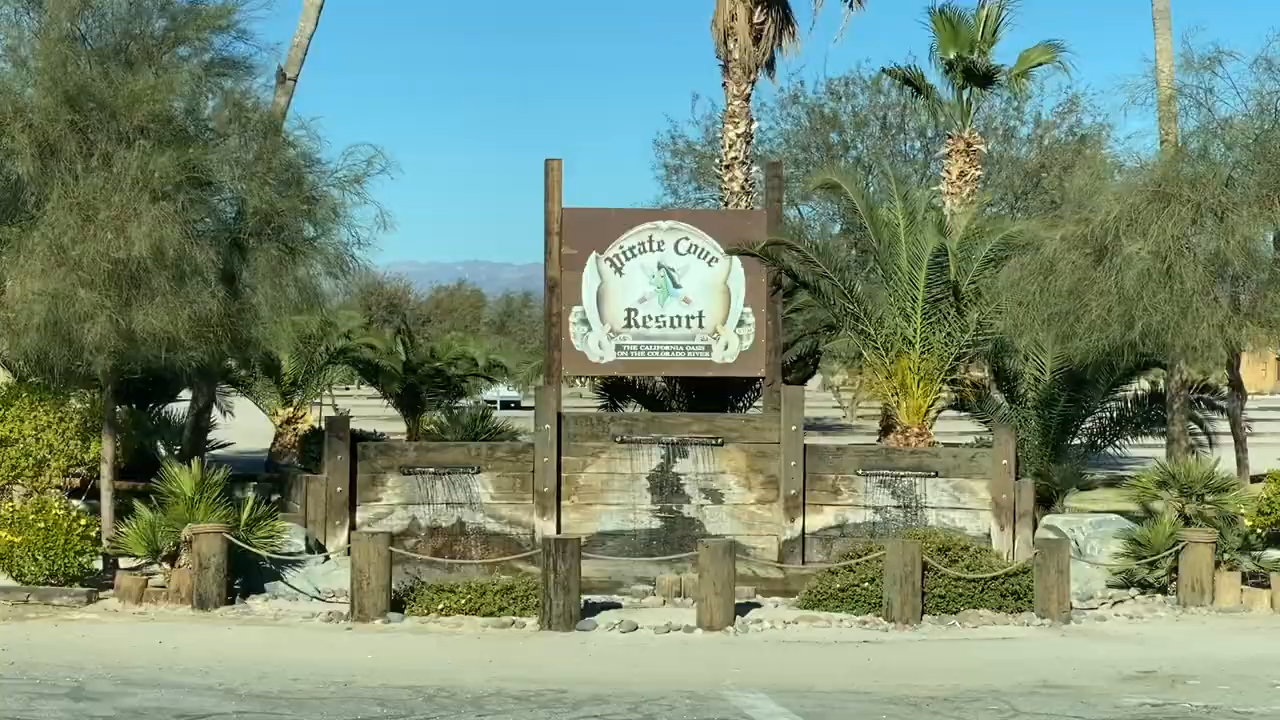 Pirate Cove
Resort
THE CALIFORNIA OASIS
ON THE COLORADO RIVER